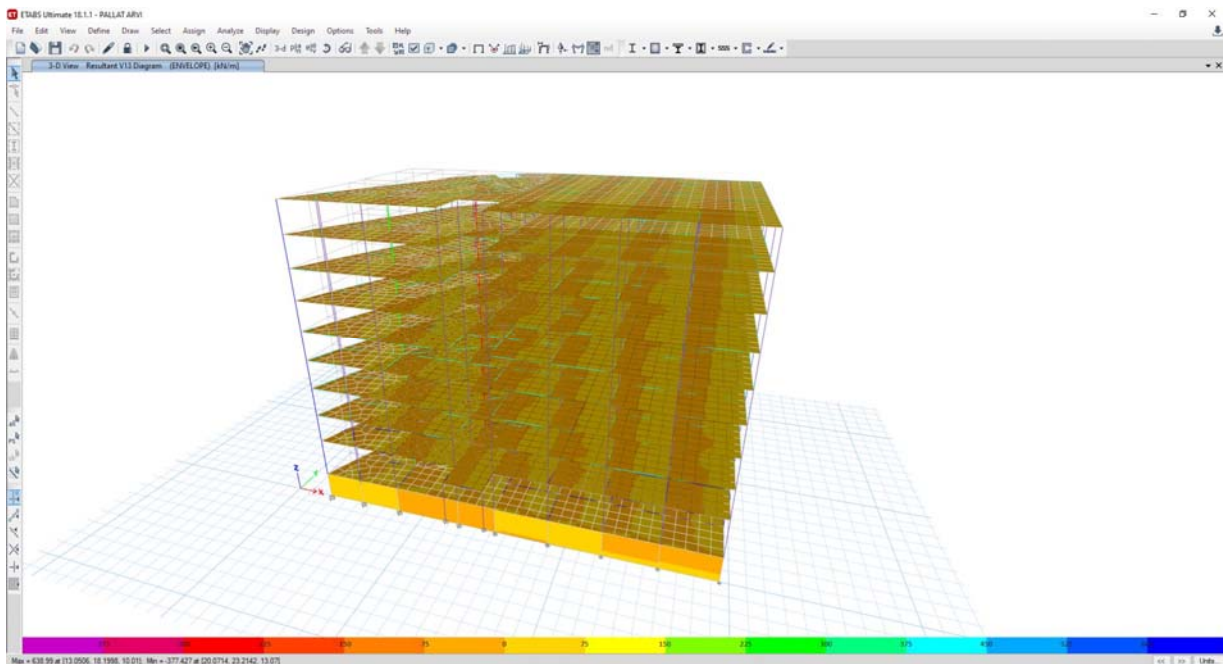 ETABS Ultimate 18.1.1 - PALLAT ARVI
File Edit View Define Draw Select Assign Analyze Display Design Options Tools Help
3-d
3-D View Resultant V13 Diagram (ENVELOPE) [kN/m]
Z
Y
X
75 0 75 150 225 300 375 450
Max = 638.99 at [13.0506, 18.1998, 10.01]; Min = -377.427 at [20.0714, 23.2142, 13.07]
<< >> Units...